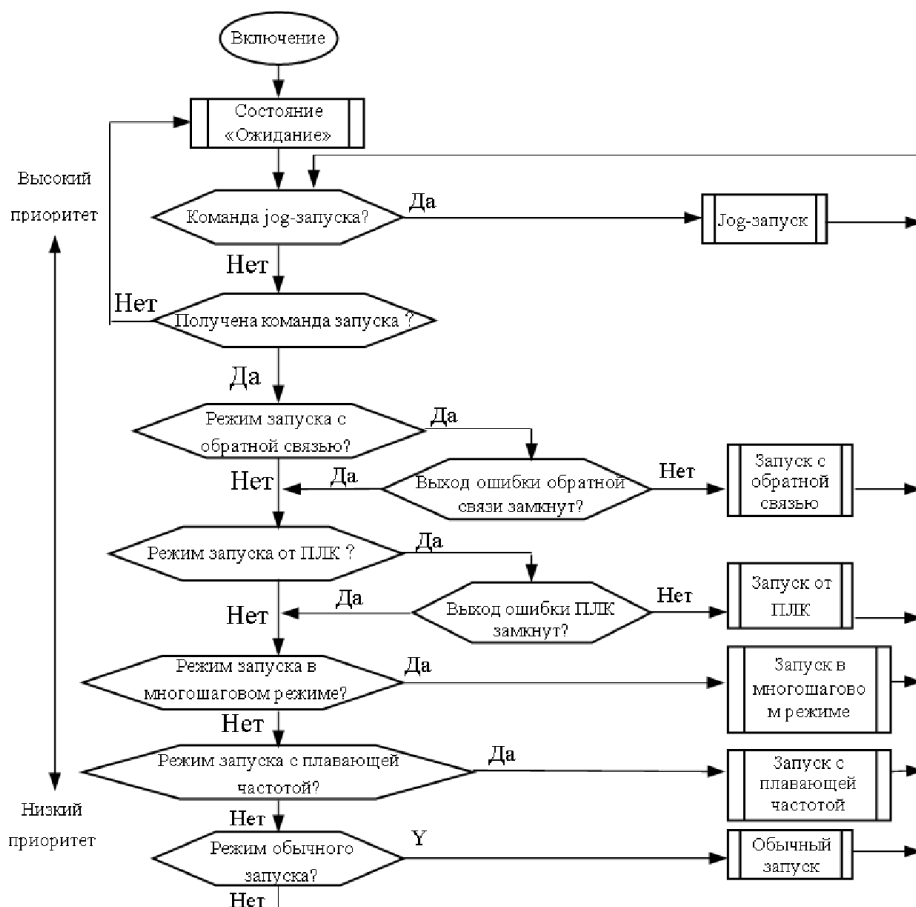 Включение
Состояние
«Ожидание»
Высокий
приоритет
Команда jog-запуска?
Да
Jog-запуск
Нет
Нет
Получена команда запуска ?
Да
Режим запуска с
обратной связью?
Да
Нет
Да
Выход ошибки обратной
связи замкнут?
Нет
Запуск с
обратной
связью
Режим запуска от ПЛК ?
Да
Нет
Да
Выход ошибки ПЛК
замкнут?
Нет
Запуск от
ПЛК
Режим запуска в
многошаговом режиме?
Да
Запуск в
многошагово
м режиме
Нет
Режим запуска с плавающей
частотой?
Да
Запуск с
плавающей
частотой
Низкий
приоритет
Нет
Режим обычного
запуска?
Y
Обычный
запуск
Нет